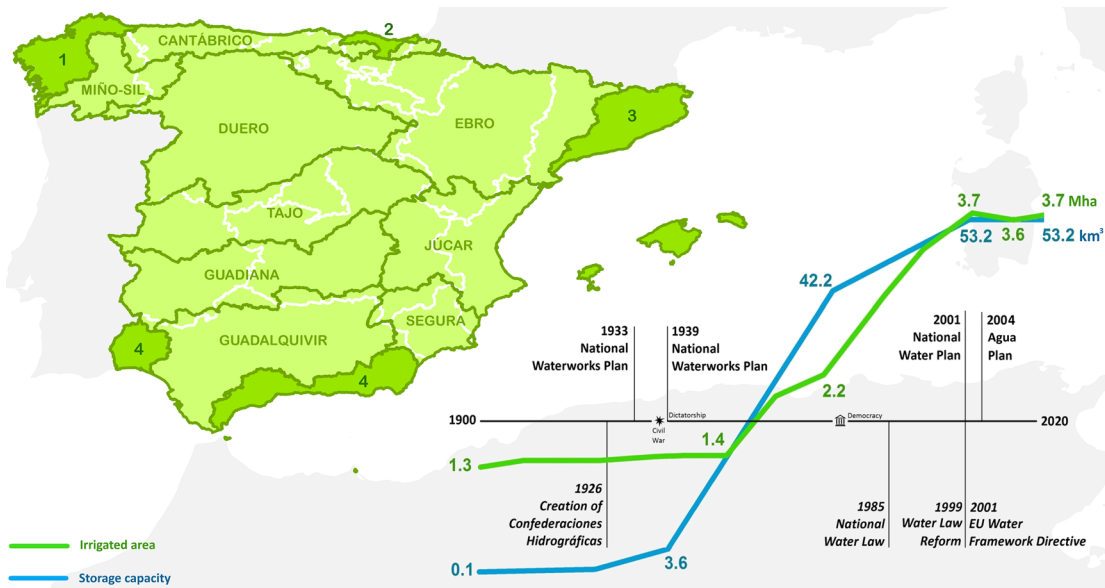 CANTÁBRICO
2
1
MIÑO-SIL
DUERO
EBRO
3
TAJO
JÚCAR
GUADIANA
SEGURA
GUADALQUIVIR
4
4
3.7
3.7 Mha
53.2
3.6
53.2 km³
42.2
2.2
1.4
1.3
3.6
0.1
1933
National
Waterworks Plan
1939
National
Waterworks Plan
2001
National
Water Plan
2004
Agua
Plan
1900
Civil
War
Dictatorship
Democracy
2020
1926
Creation of
Confederaciones
Hidrográficas
1985
National
Water Law
1999
Water Law
Reform
2001
EU Water
Framework Directive
Irrigated area
Storage capacity